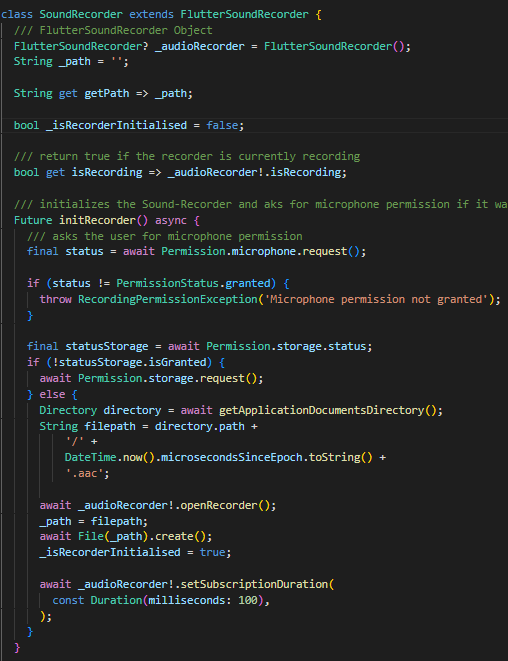 class SoundRecorder extends FlutterSoundRecorder {
/// FlutterSoundRecorder Object
FlutterSoundRecorder? _audioRecorder = FlutterSoundRecorder();
String _path = '';
String get getPath => _path;
bool _isRecorderInitialised = false;
/// return true if the recorder is currently recording
bool get isRecording => _audioRecorder!.isRecording;
/// initializes the Sound-Recorder and aks for microphone permission if it wa
Future initRecorder() async {
/// asks the user for microphone permission
final status = await Permission.microphone.request();
if (status != PermissionStatus.granted) {
throw RecordingPermissionException('Microphone permission not granted');
}
final statusStorage = await Permission.storage.status;
if (!statusStorage.isGranted) {
await Permission.storage.request();
} else {
Directory directory = await getApplicationDocumentsDirectory();
String filepath = directory.path +
'/' +
DateTime.now().microsecondsSinceEpoch.toString() +
'.aac';
await _audioRecorder!.openRecorder();
_path = filepath;
await File(_path).create();
_isRecorderInitialised = true;
await _audioRecorder!.setSubscriptionDuration(
const Duration(milliseconds: 100),
);
}
}